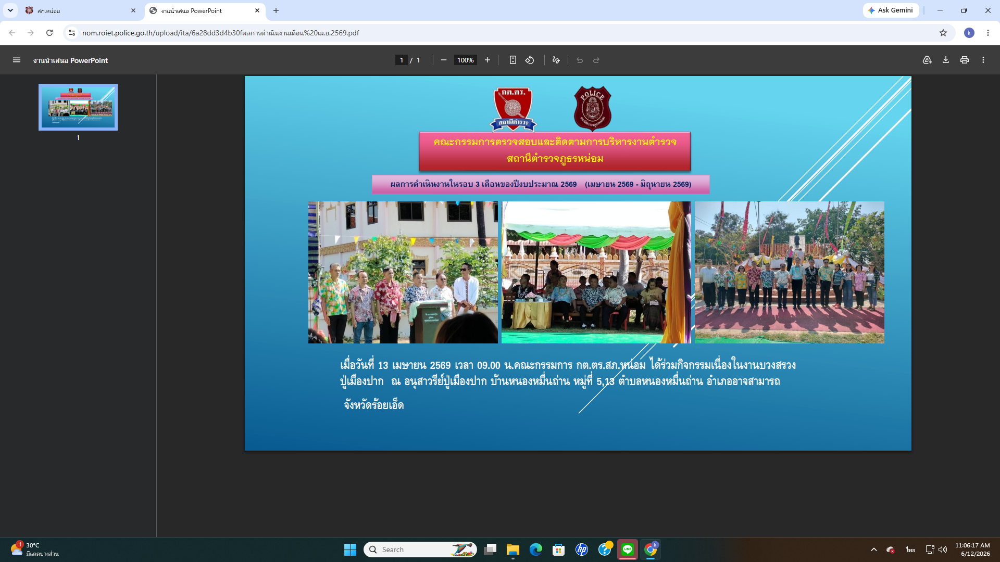 สภ.หน่อม
งานนำเสนอ PowerPoint
Ask Gemini
nom.roiet.police.go.th/upload/ita/6a28dd3d4b30fผลการดำเนินงานเดือน%20เม.ย.2569.pdf
k
งานนำเสนอ PowerPoint
1 / 1
100%
1
กต.ตร.
สถานีตำรวจ
POLICE
คณะกรรมการตรวจสอบและติดตามการบริหารงานตำรวจ
สถานีตำรวจภูธรหน่อม
ผลการดำเนินงานในรอบ 3 เดือนของปีงบประมาณ 2569 (เมษายน 2569 - มิถุนายน 2569)
เมื่อวันที่ 13 เมษายน 2569 เวลา 09.00 น.คณะกรรมการ กต.ตร.สภ.หน่อม ได้ร่วมกิจกรรมเนื่องในงานบวงสรวง
ปู่เมืองปาก ณ อนุสาวรีย์ปู่เมืองปาก บ้านหนองหมื่นถ่าน หมู่ที่ 5,13 ตำบลหนองหมื่นถ่าน อำเภออาจสามารถ
จังหวัดร้อยเอ็ด
1
30°C
มีแดดบางส่วน
Search
hp
LINE
k
ไทย
11:06:17 AM
6/12/2026